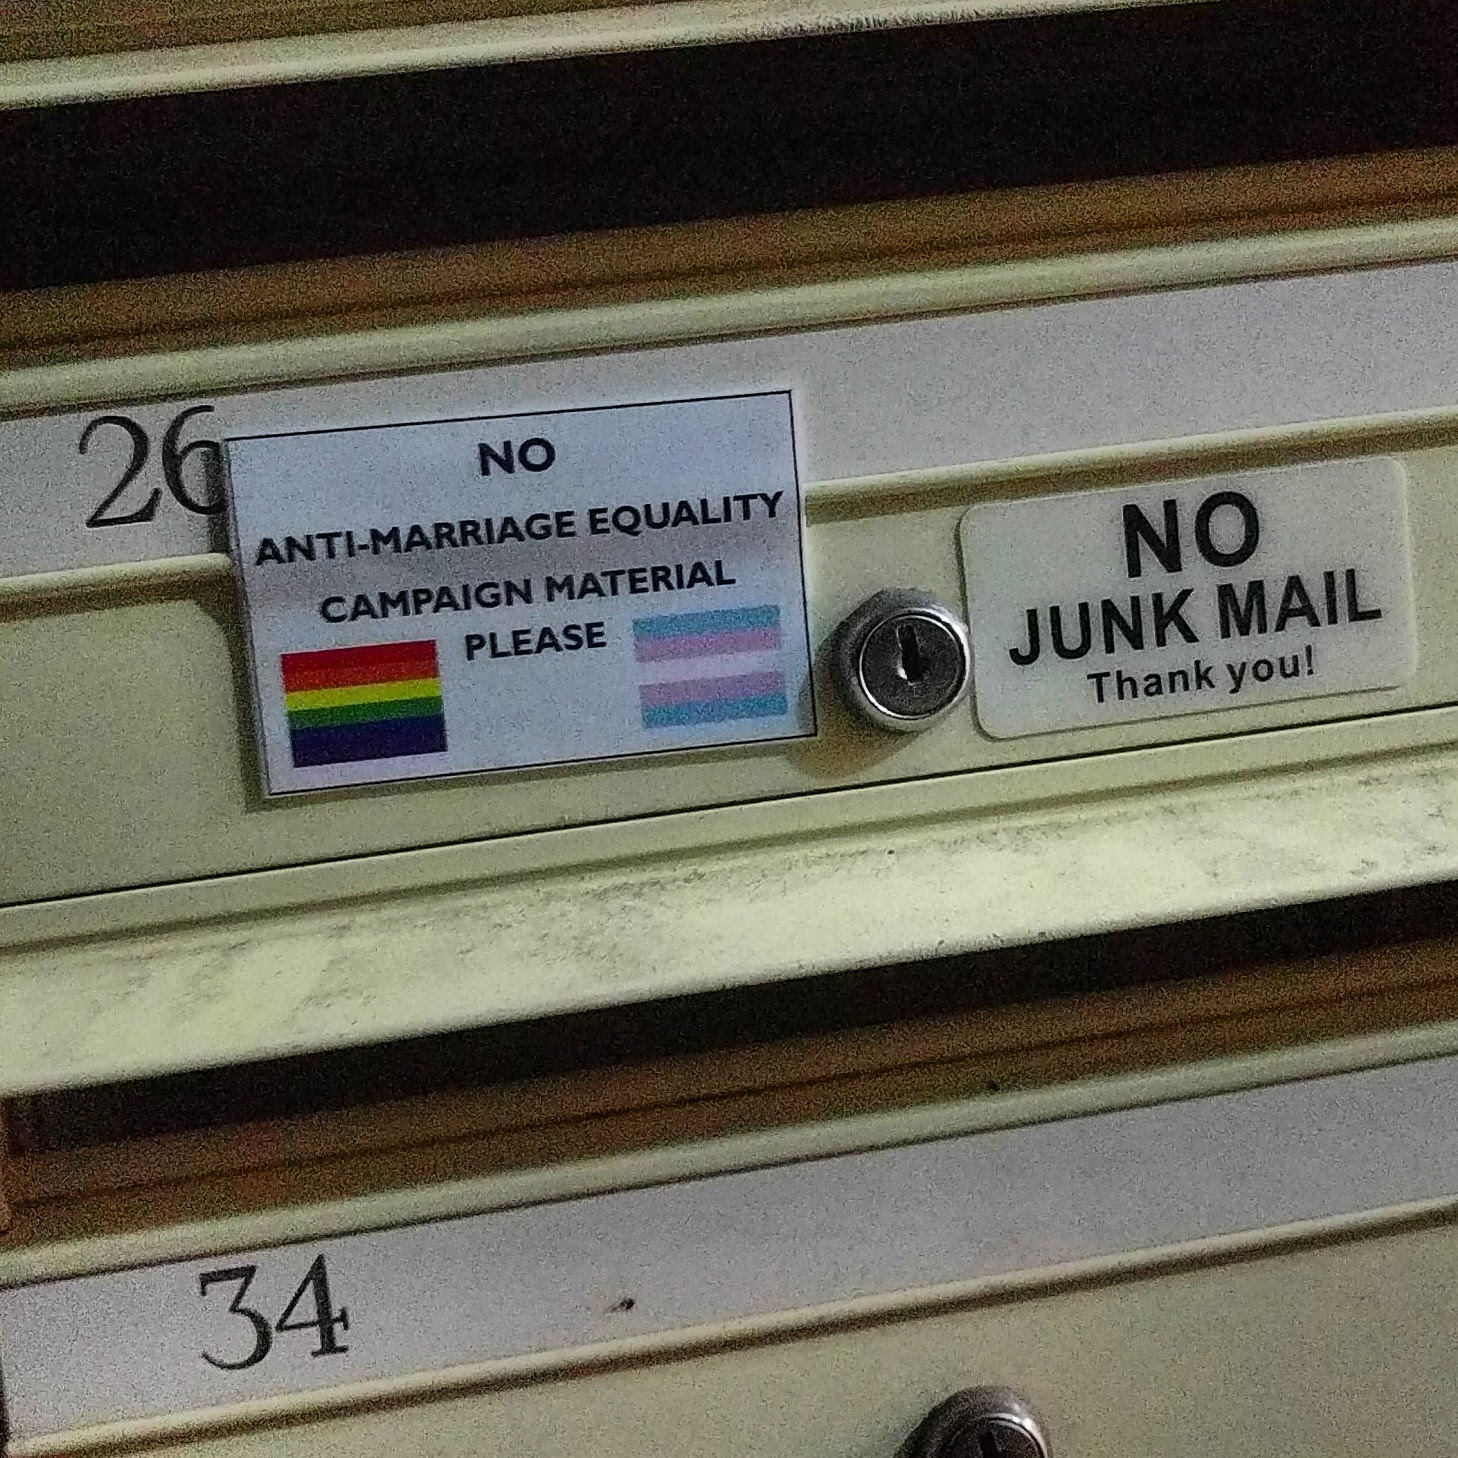 26
NO
ANTI-MARRIAGE EQUALITY
CAMPAIGN MATERIAL
PLEASE
NO
JUNK MAIL
Thank you!
34